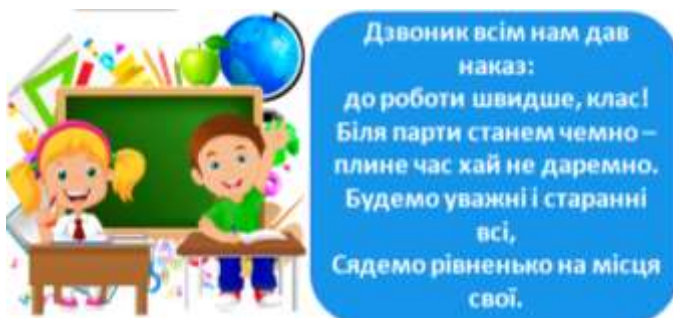 Дзвоник всім нам дав
наказ:
до роботи швидше, клас!
Біля парти станем чемно –
плине час хай не даремно.
Будемо уважні і старанні
всі,
Сядемо рівненько на місця
свої.